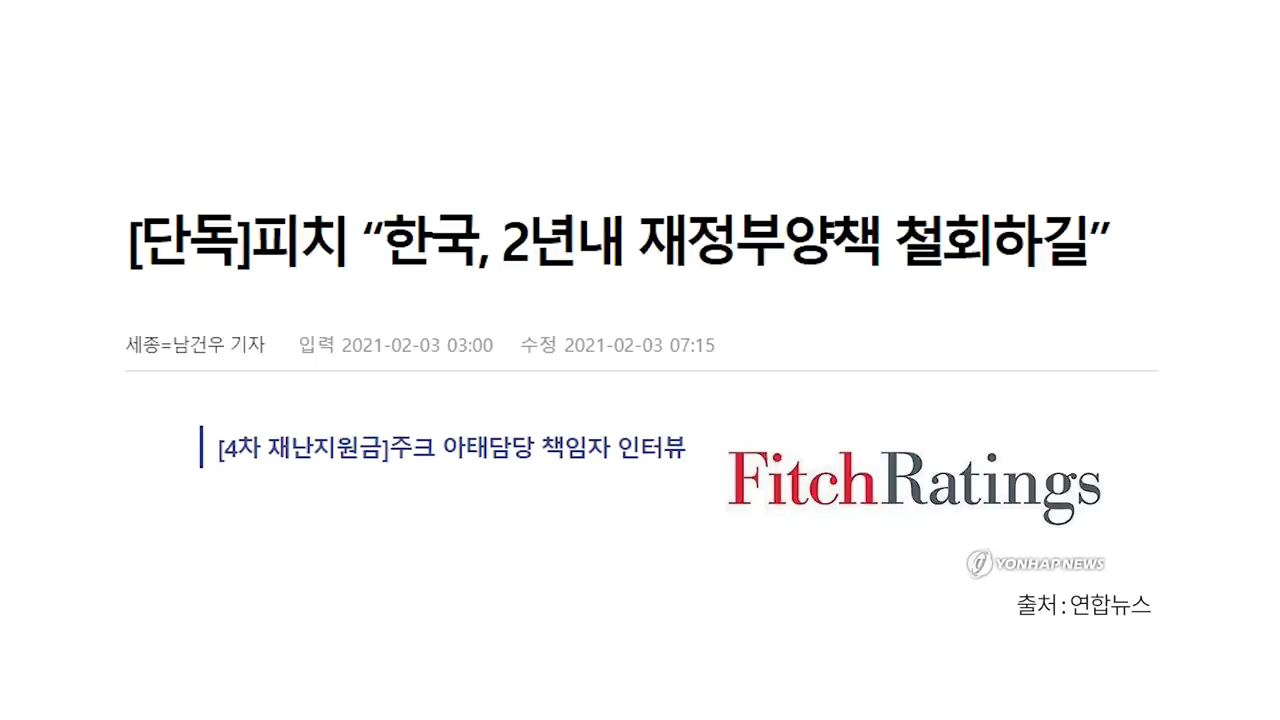 [단독]피치 “한국, 2년내 재정부양책 철회하길”
세종=남건우 기자 입력 2021-02-03 03:00 수정 2021-02-03 07:15
[4차 재난지원금]주크 아태담당 책임자 인터뷰
FitchRatings
YONHAP NEWS
출처 : 연합뉴스